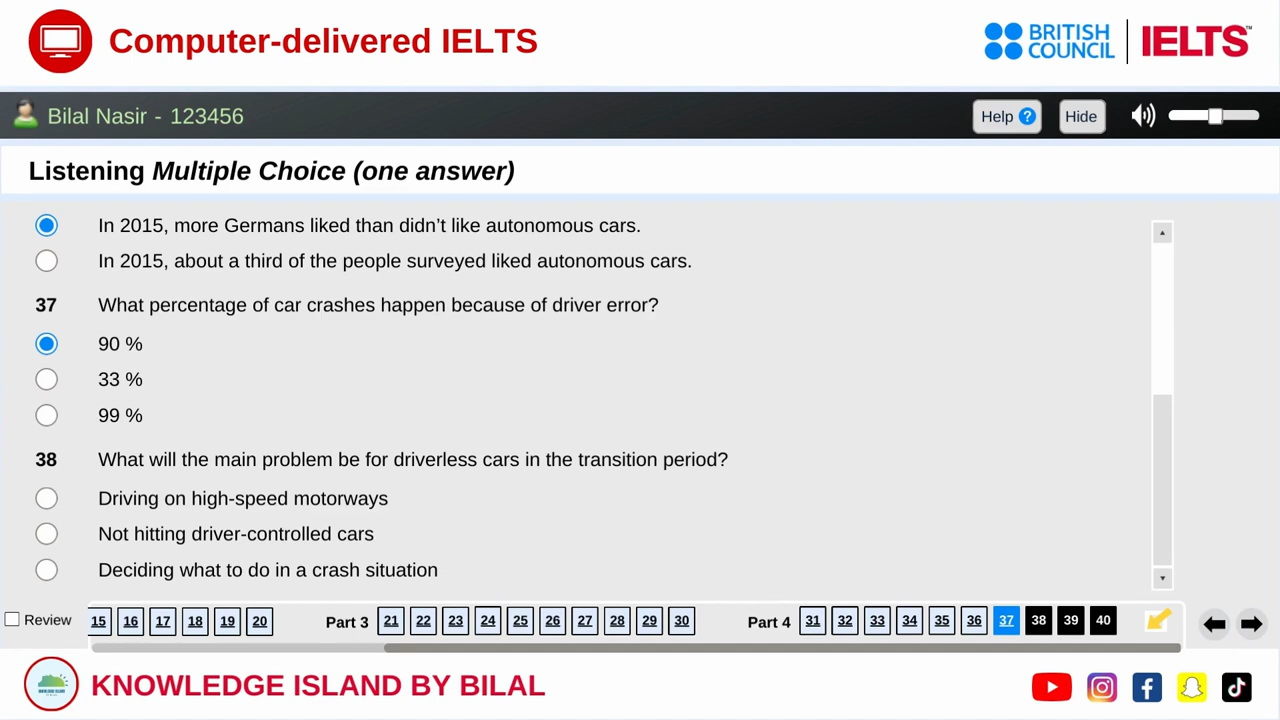 Computer-delivered IELTS
BRITISH COUNCIL
IELTS™
Bilal Nasir - 123456
Help ?
Hide
Listening Multiple Choice (one answer)
In 2015, more Germans liked than didn’t like autonomous cars.
In 2015, about a third of the people surveyed liked autonomous cars.
37 What percentage of car crashes happen because of driver error?
90 %
33 %
99 %
38 What will the main problem be for driverless cars in the transition period?
Driving on high-speed motorways
Not hitting driver-controlled cars
Deciding what to do in a crash situation
Review 15 16 17 18 19 20 Part 3 21 22 23 24 25 26 27 28 29 30 Part 4 31 32 33 34 35 36 37 38 39 40
KNOWLEDGE ISLAND BY BILAL